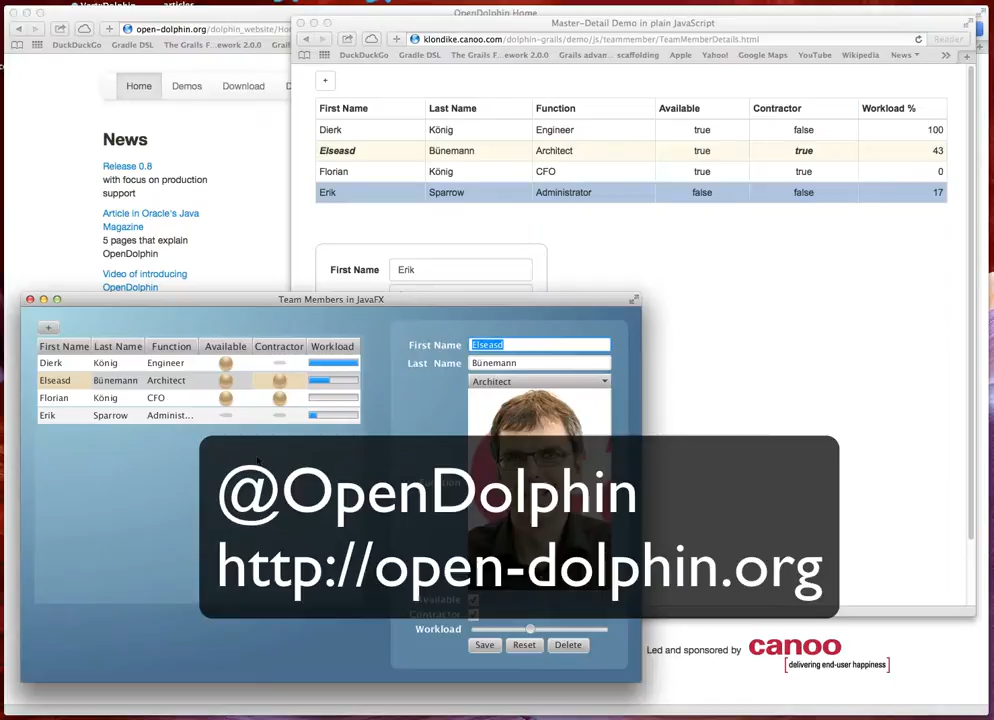 articles
OpenDolphin Home
open-dolphin.org/dolphin_website/Ho
DuckDuckGo Gradle DSL The Grails F...ework 2.0.0
Home Demos Download D
News
Release 0.8
with focus on production
support
Article in Oracle's Java
Magazine
5 pages that explain
OpenDolphin
Video of introducing
OpenDolphin
Master-Detail Demo in plain JavaScript
klondike.canoo.com/dolphin-grails/demo/js/teammember/TeamMemberDetails.html
Reader
DuckDuckGo Gradle DSL The Grails F...ework 2.0.0 Grails advan... scaffolding Apple Yahoo! Google Maps YouTube Wikipedia News
+
First Name Last Name Function Available Contractor Workload %
Dierk König Engineer true false 100
Elseasd Bünemann Architect true true 43
Florian König CFO true true 0
Erik Sparrow Administrator false false 17
First Name Erik
Team Members in JavaFX
+
First Name Last Name Function Available Contractor Workload
Dierk König Engineer
Elseasd Bünemann Architect
Florian König CFO
Erik Sparrow Administ...
First Name Elseasd
Last Name Bünemann
Architect
Function
@OpenDolphin
http://open-dolphin.org
Available
Contractor
Workload
Save Reset Delete
Led and sponsored by canoo
delivering end-user happiness